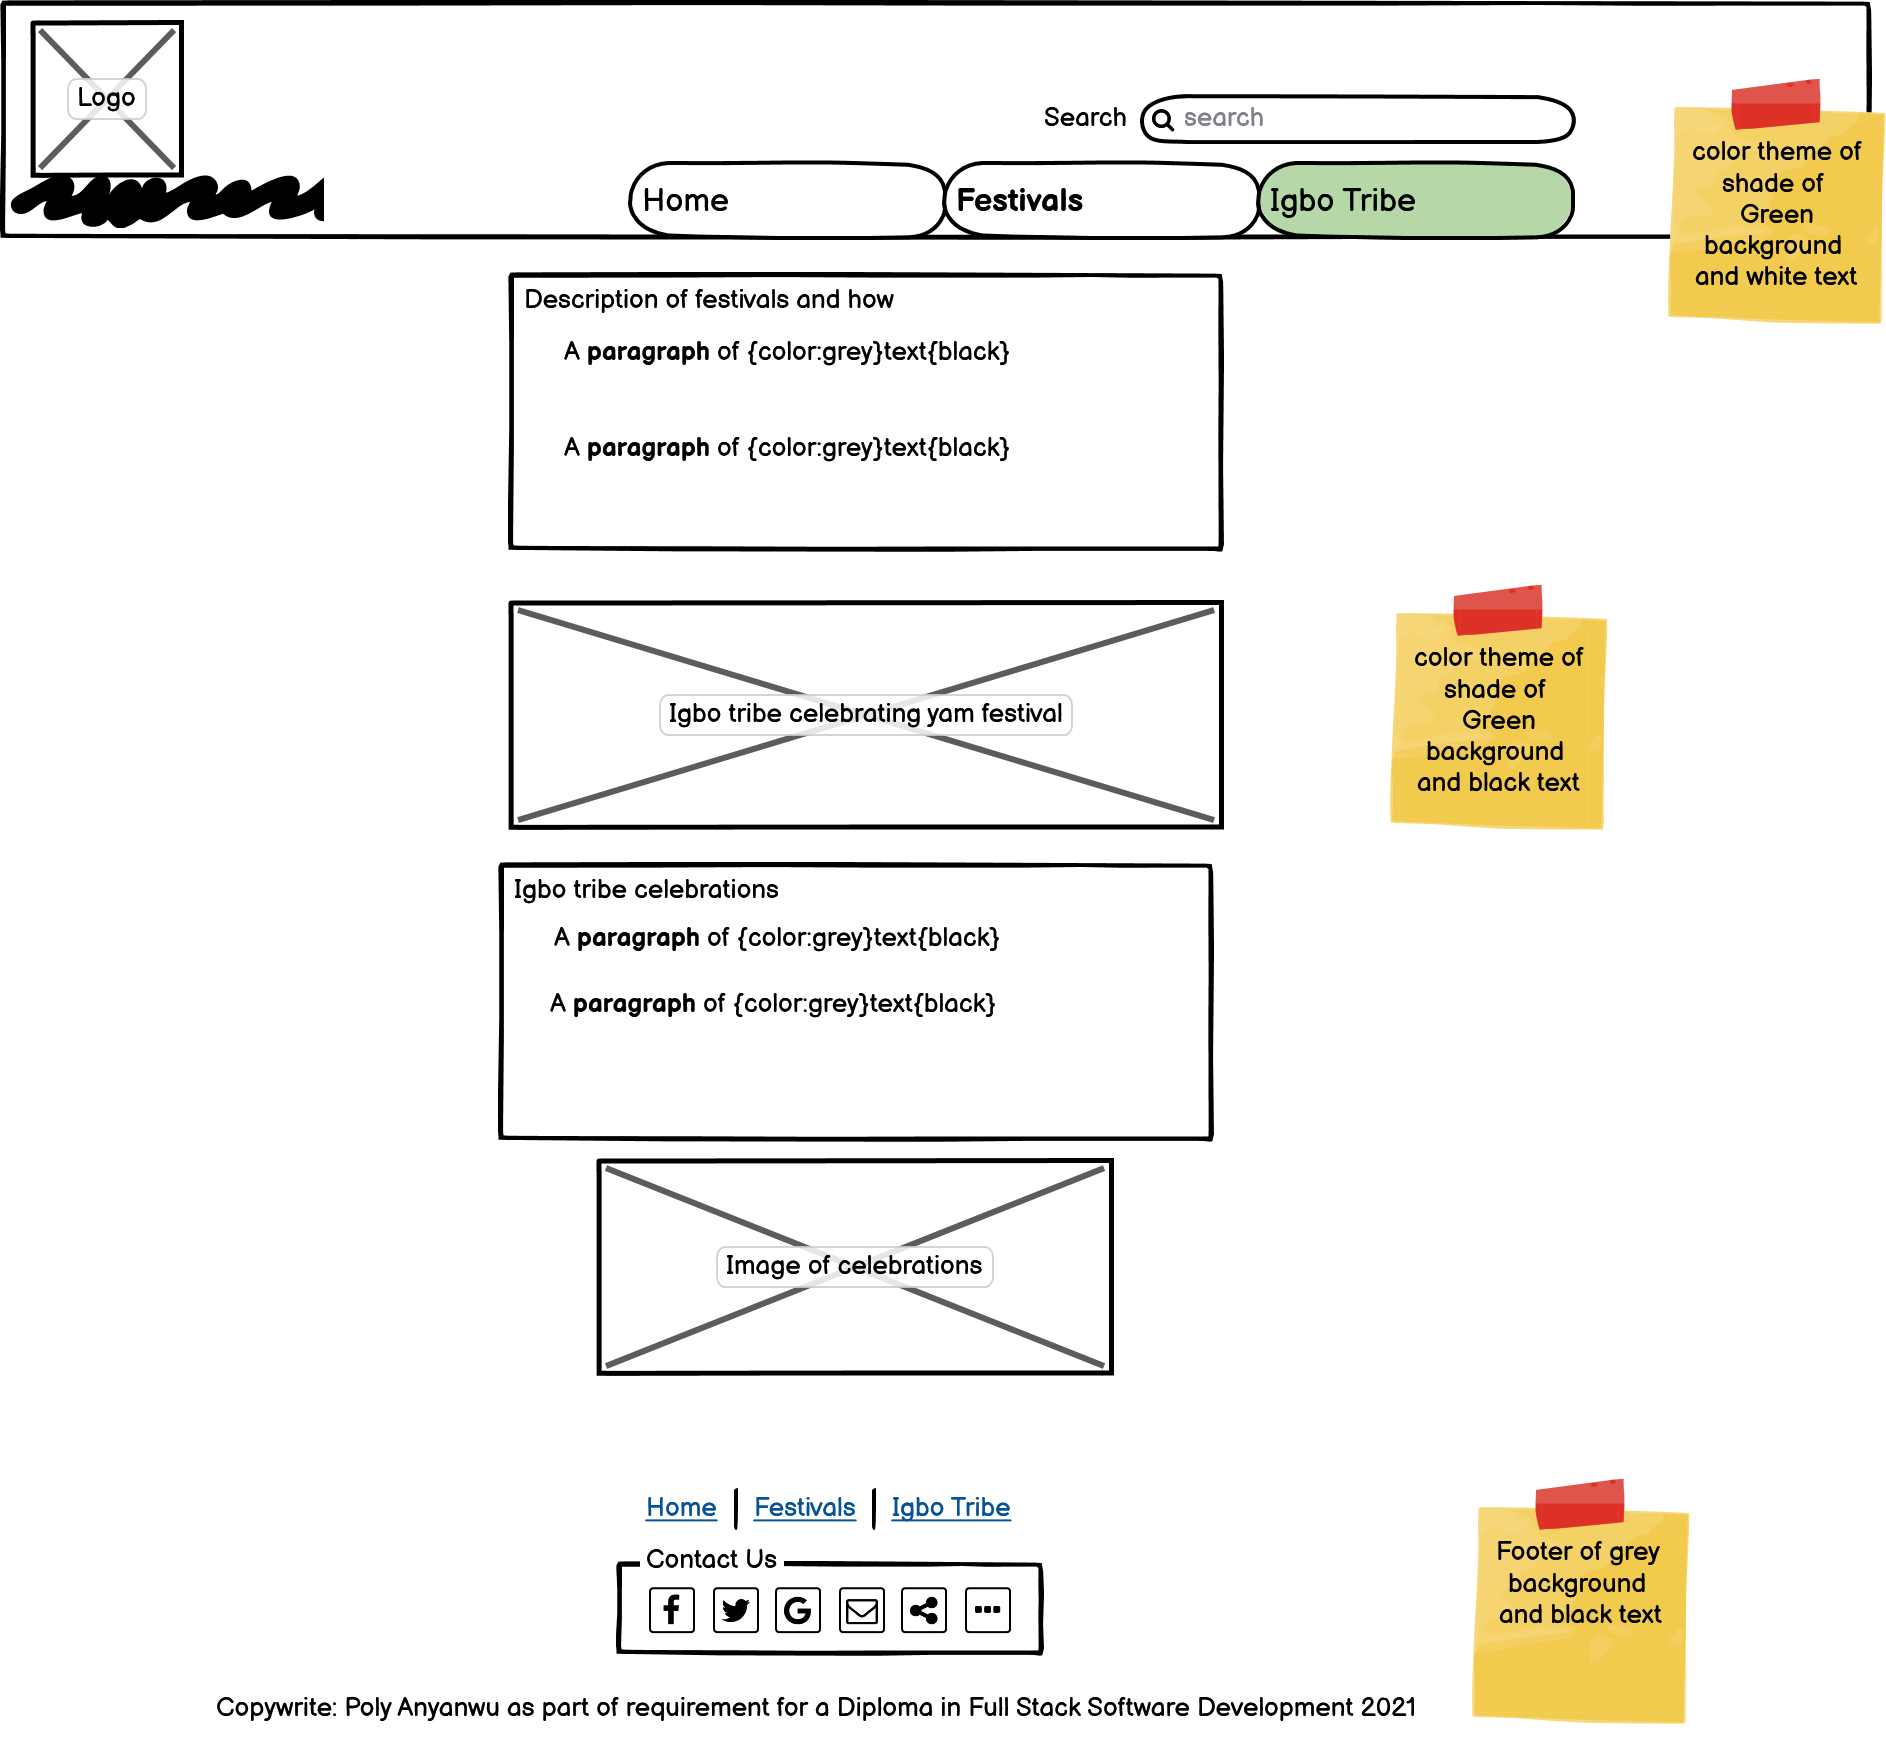 Logo
Search
search
Home
Festivals
Igbo Tribe
color theme of
shade of
Green
background
and white text
Description of festivals and how
A paragraph of {color:grey}text{black}
A paragraph of {color:grey}text{black}
Igbo tribe celebrating yam festival
color theme of
shade of
Green
background
and black text
Igbo tribe celebrations
A paragraph of {color:grey}text{black}
A paragraph of {color:grey}text{black}
Image of celebrations
Home
Festivals
Igbo Tribe
Contact Us
Footer of grey
background
and black text
Copywrite: Poly Anyanwu as part of requirement for a Diploma in Full Stack Software Development 2021